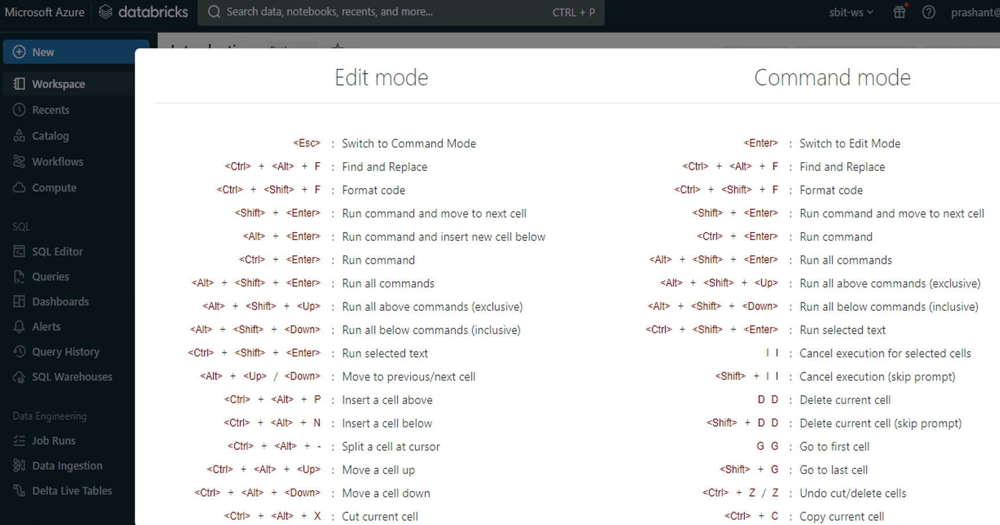 Microsoft Azure databricks Search data, notebooks, recents, and more... CTRL + P sbit-ws prashant@
New
Workspace
Recents
Catalog
Workflows
Compute
SQL
SQL Editor
Queries
Dashboards
Alerts
Query History
SQL Warehouses
Data Engineering
Job Runs
Data Ingestion
Delta Live Tables
Edit mode
<Esc> : Switch to Command Mode
<Ctrl> + <Alt> + F : Find and Replace
<Ctrl> + <Shift> + F : Format code
<Shift> + <Enter> : Run command and move to next cell
<Alt> + <Enter> : Run command and insert new cell below
<Ctrl> + <Enter> : Run command
<Alt> + <Shift> + <Enter> : Run all commands
<Alt> + <Shift> + <Up> : Run all above commands (exclusive)
<Alt> + <Shift> + <Down> : Run all below commands (inclusive)
<Ctrl> + <Shift> + <Enter> : Run selected text
<Alt> + <Up> / <Down> : Move to previous/next cell
<Ctrl> + <Alt> + P : Insert a cell above
<Ctrl> + <Alt> + N : Insert a cell below
<Ctrl> + <Alt> + - : Split a cell at cursor
<Ctrl> + <Alt> + <Up> : Move a cell up
<Ctrl> + <Alt> + <Down> : Move a cell down
<Ctrl> + <Alt> + X : Cut current cell
Command mode
<Enter> : Switch to Edit Mode
<Ctrl> + <Alt> + F : Find and Replace
<Ctrl> + <Shift> + F : Format code
<Shift> + <Enter> : Run command and move to next cell
<Ctrl> + <Enter> : Run command
<Alt> + <Shift> + <Enter> : Run all commands
<Alt> + <Shift> + <Up> : Run all above commands (exclusive)
<Alt> + <Shift> + <Down> : Run all below commands (inclusive)
<Ctrl> + <Shift> + <Enter> : Run selected text
I I : Cancel execution for selected cells
<Shift> + I I : Cancel execution (skip prompt)
D D : Delete current cell
<Shift> + D D : Delete current cell (skip prompt)
G G : Go to first cell
<Shift> + G : Go to last cell
<Ctrl> + Z / Z : Undo cut/delete cells
<Ctrl> + C : Copy current cell